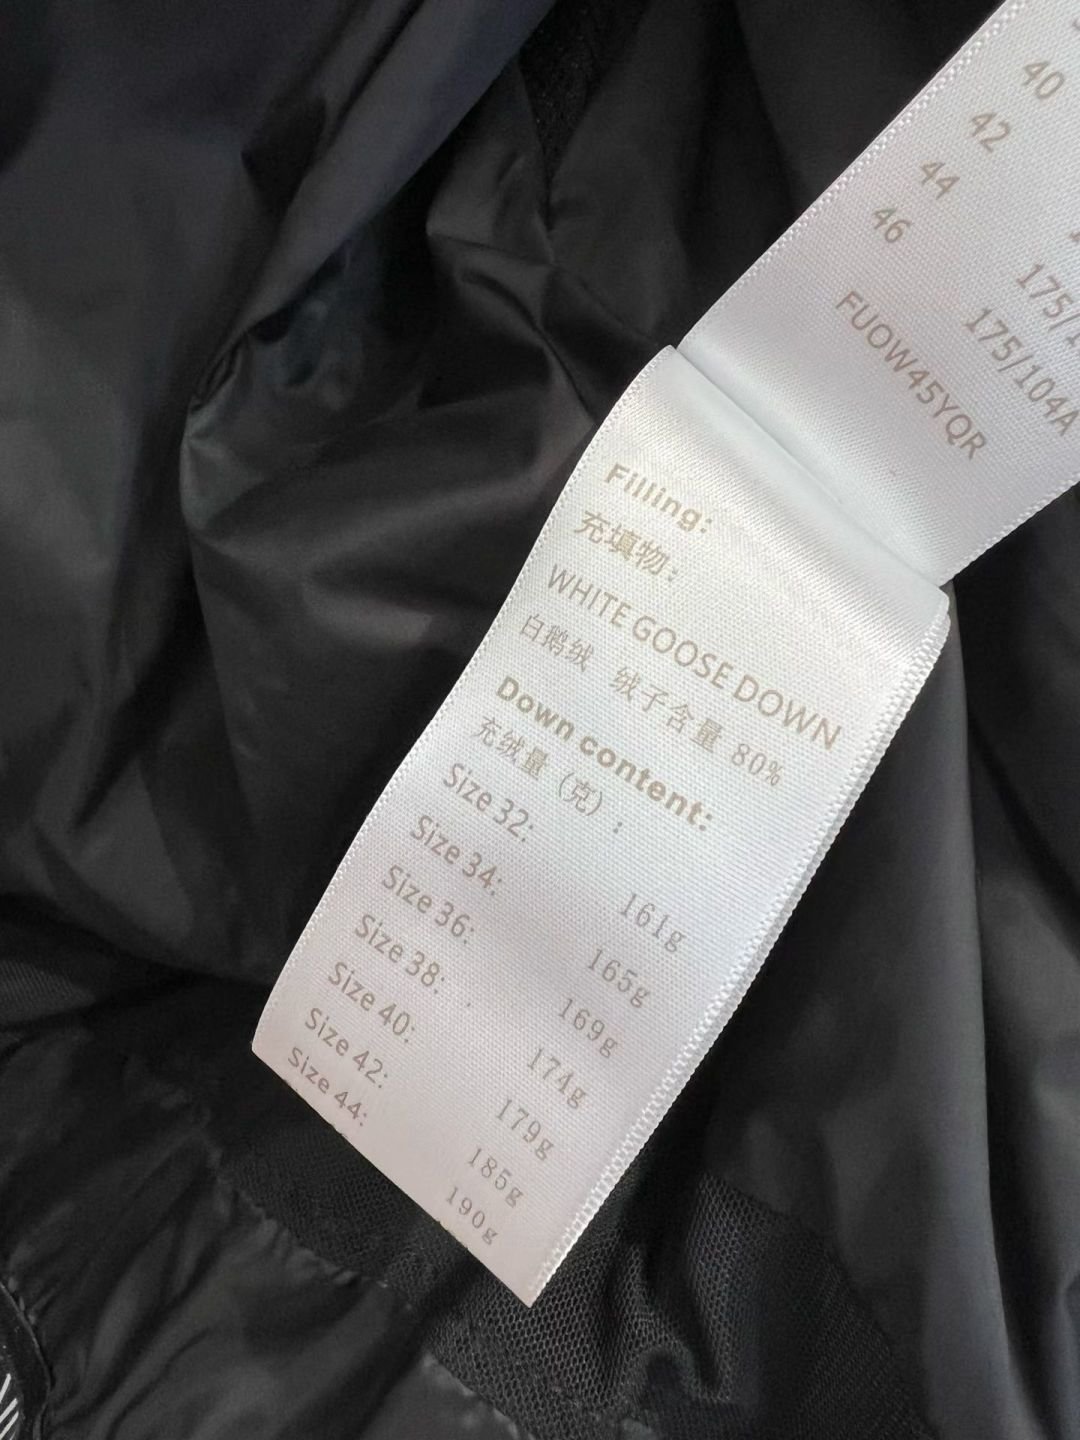 40
42
44
46
175/
175/104A
FUOW45YQR
Filling:
充填物:
WHITE GOOSE DOWN
白鹅绒 绒子含量 80%
Down content:
充绒量 (克) :
Size 32: 161g
Size 34: 165g
Size 36: 169g
Size 38: 174g
Size 40: 179g
Size 42: 185g
Size 44: 190g